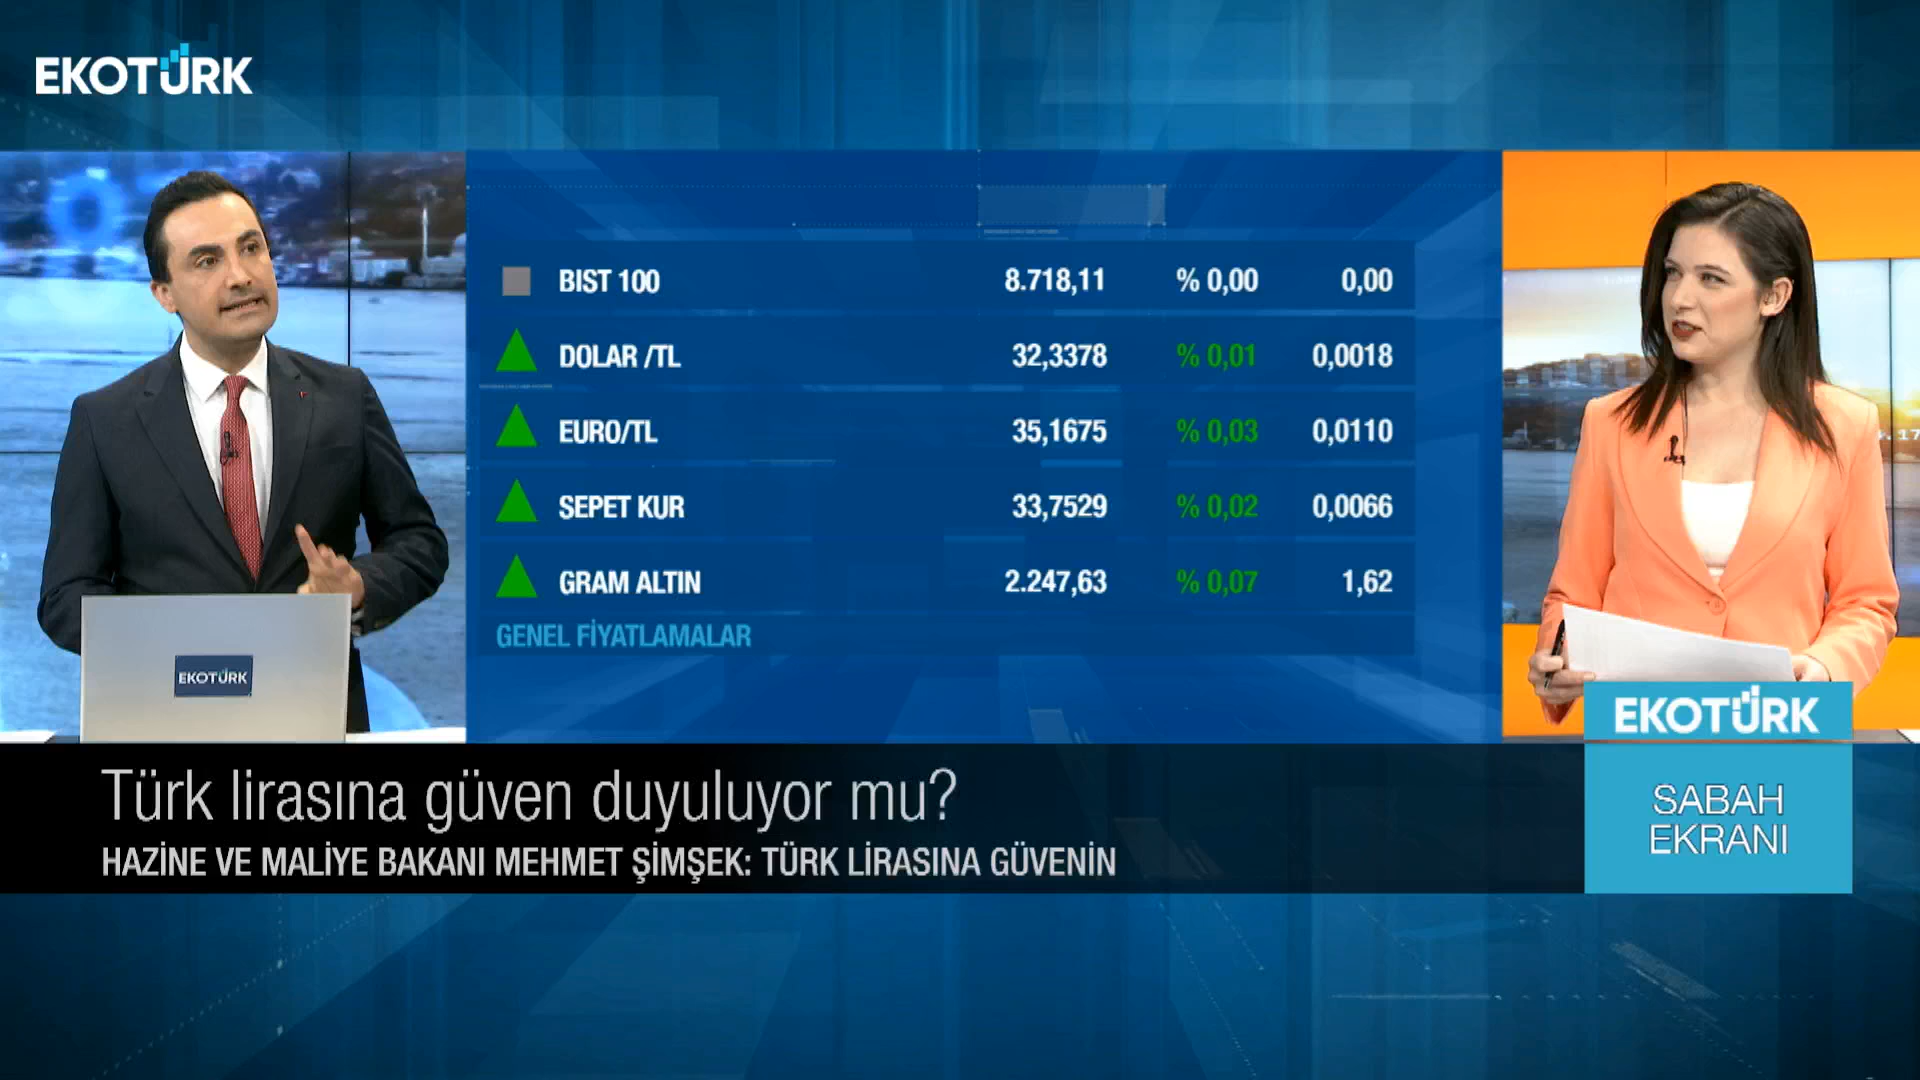 EKOTÜRK
BIST 100 8.718,11 % 0,00 0,00
DOLAR /TL 32,3378 % 0,01 0,0018
EURO/TL 35,1675 % 0,03 0,0110
SEPET KUR 33,7529 % 0,02 0,0066
GRAM ALTIN 2.247,63 % 0,07 1,62
GENEL FİYATLAMALAR
EKOTÜRK
EKOTÜRK
Türk lirasına güven duyuluyor mu?
HAZİNE VE MALİYE BAKANI MEHMET ŞİMŞEK: TÜRK LİRASINA GÜVENİN
SABAH
EKRANI